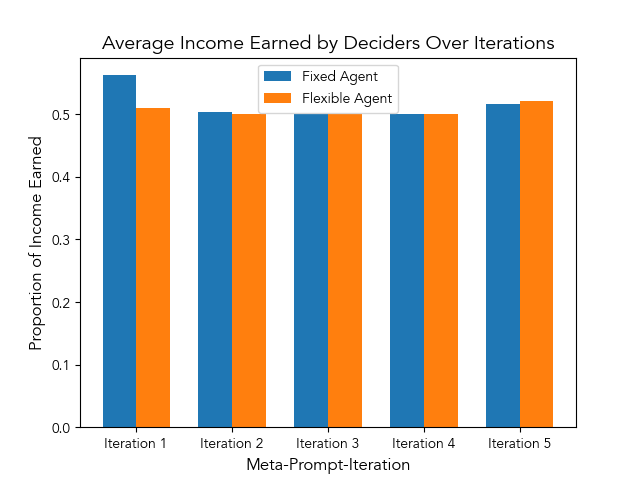 Average Income Earned by Deciders Over Iterations
Fixed Agent
Flexible Agent
Proportion of Income Earned
0.5
0.4
0.3
0.2
0.1
0.0
Iteration 1
Iteration 2
Iteration 3
Iteration 4
Iteration 5
Meta-Prompt-Iteration